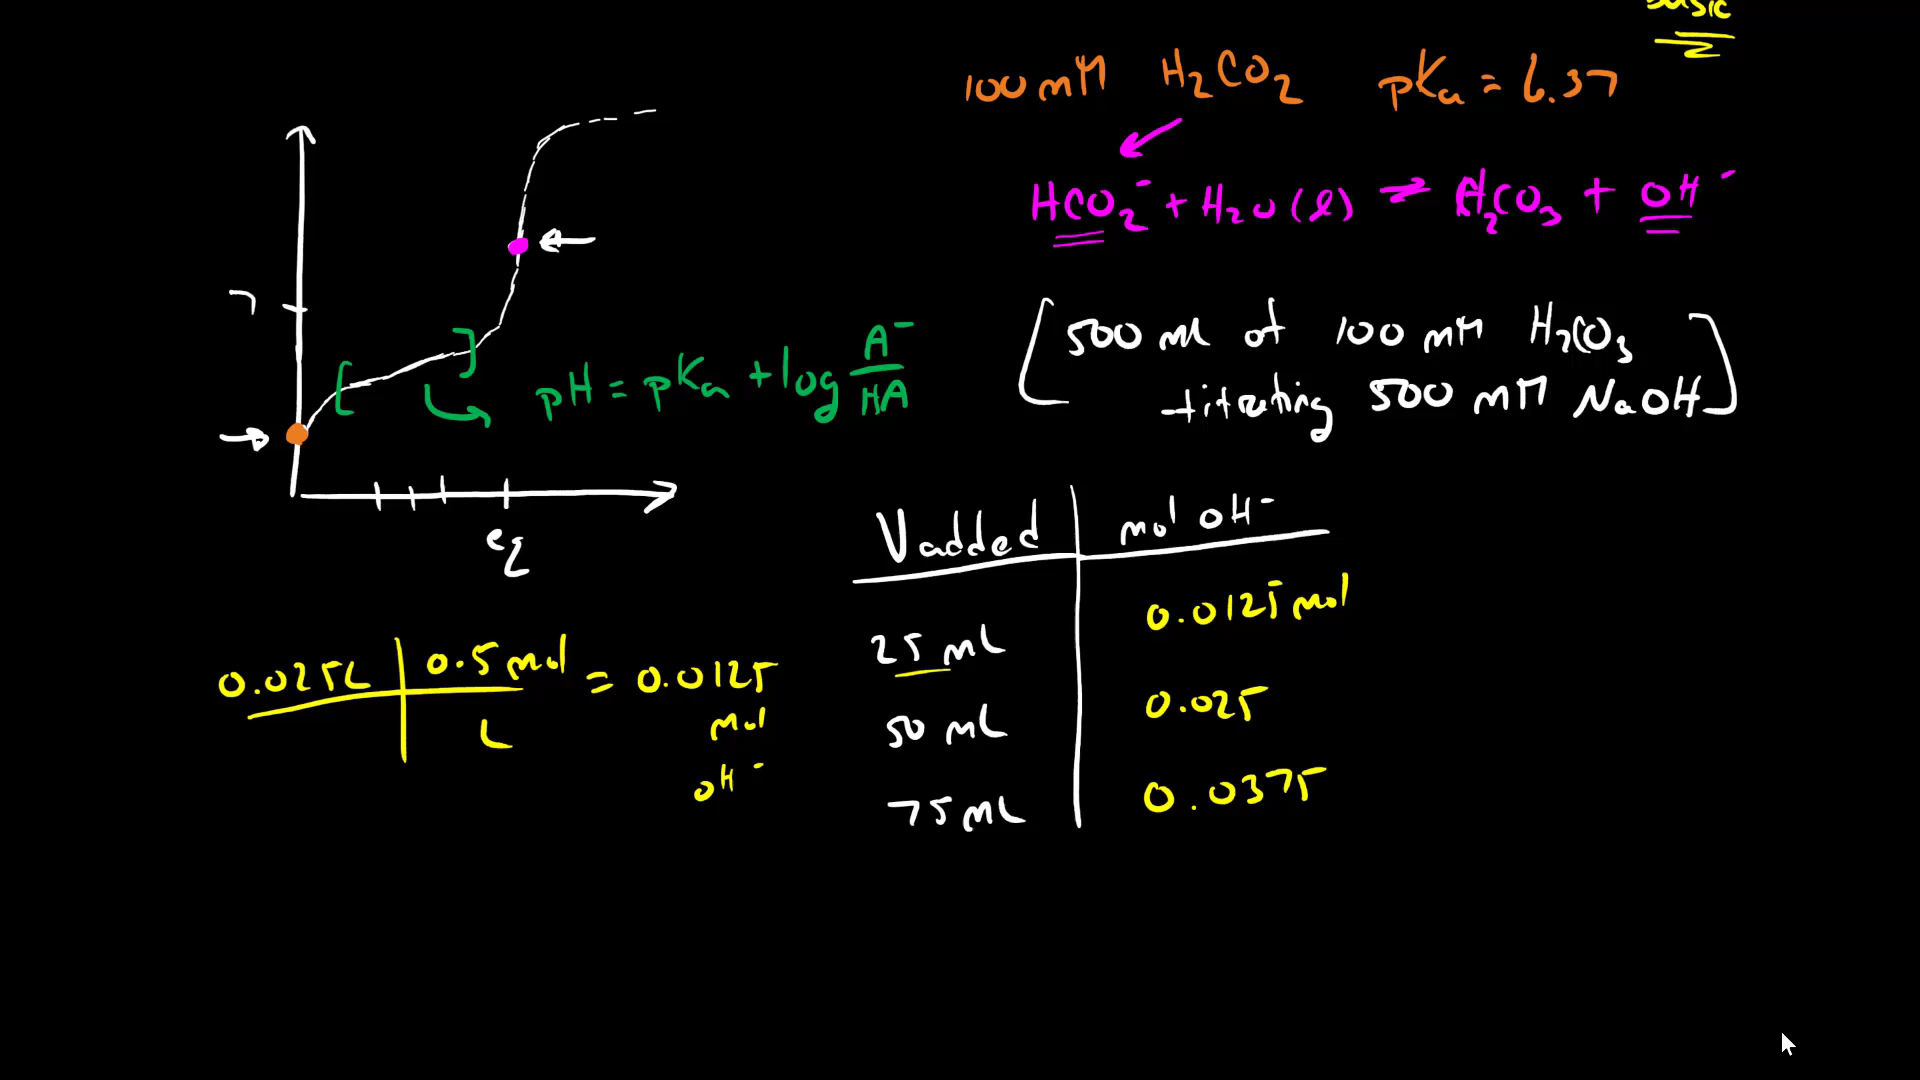 basic
100 mM H₂CO₂ pKa = 6.37
HCO₂⁻ + H₂O (l) ⇌ H₂CO₃ + OH⁻
7
[500 mL of 100 mM H₂CO₃
titrating 500 mM NaOH]
[ ] pH = pKa + log A⁻/HA
eq
Vadded | mol OH⁻
25 mL | 0.0125 mol
50 mL | 0.025
75 mL | 0.0375
0.025L | 0.5 mol / L = 0.0125
mol
OH⁻